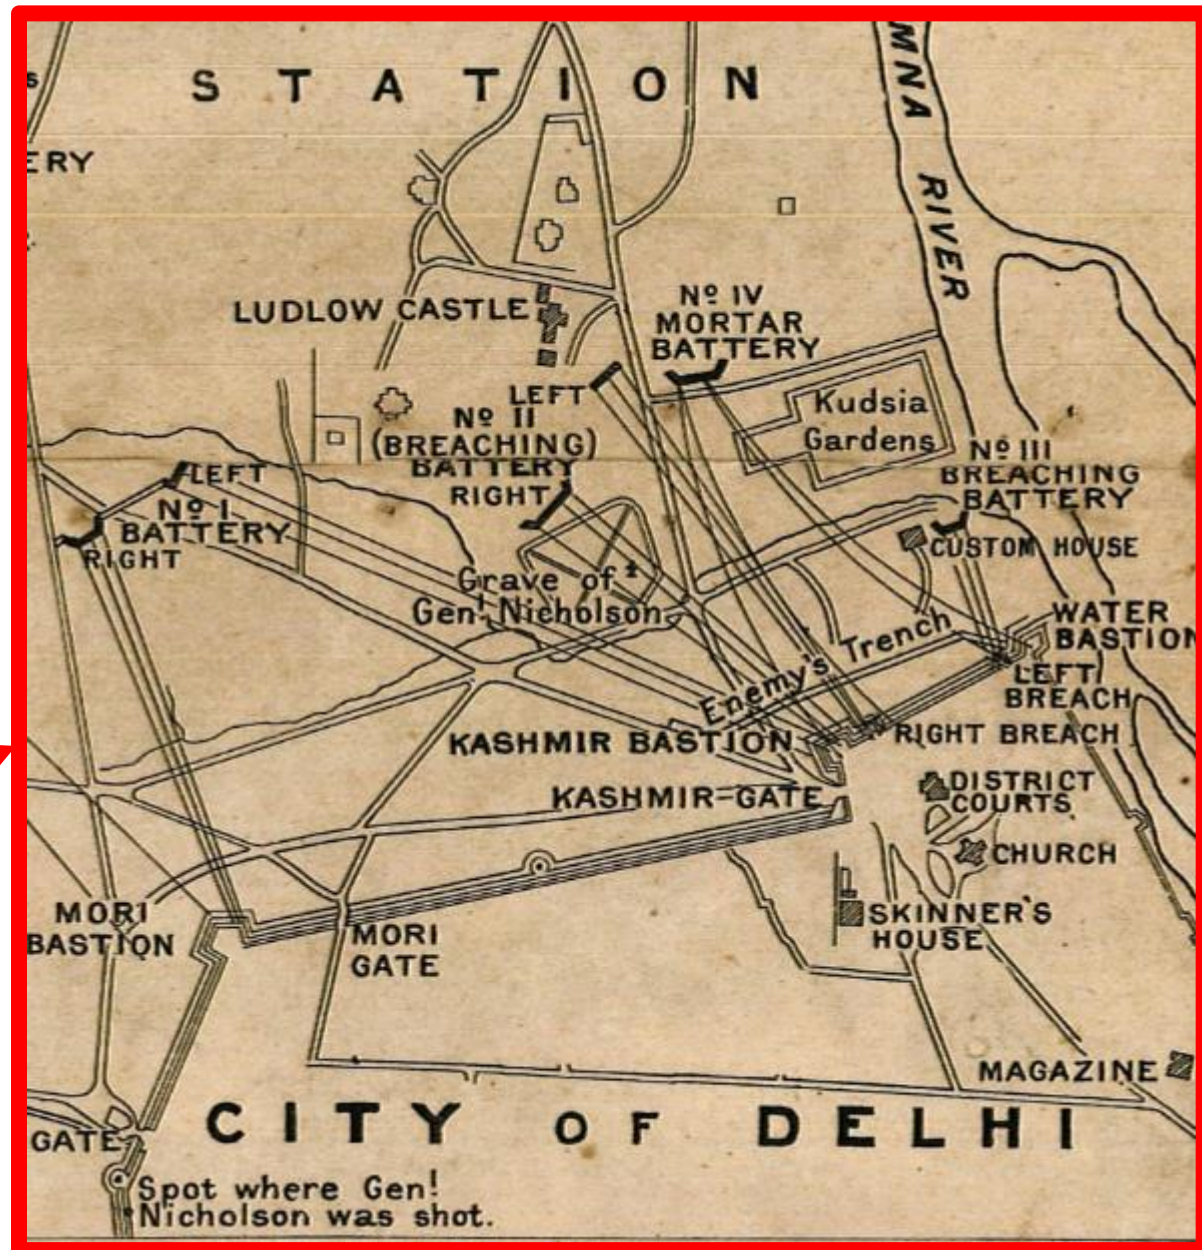 STATION
MNA RIVER
ERY
LUDLOW CASTLE
Nº IV
MORTAR
BATTERY
LEFT
Nº II
(BREACHING)
BATTERY
RIGHT
Kudsia
Gardens
Nº III
BREACHING
BATTERY
LEFT
Nº I
BATTERY
RIGHT
CUSTOM HOUSE
Grave of
Genl Nicholson
Enemy's Trench
WATER
BASTION
LEFT
BREACH
KASHMIR BASTION
RIGHT BREACH
KASHMIR=GATE
DISTRICT
COURTS
CHURCH
MORI
BASTION
MORI
GATE
SKINNER'S
HOUSE
MAGAZINE
GATE
CITY OF DELHI
Spot where Genl
Nicholson was shot.